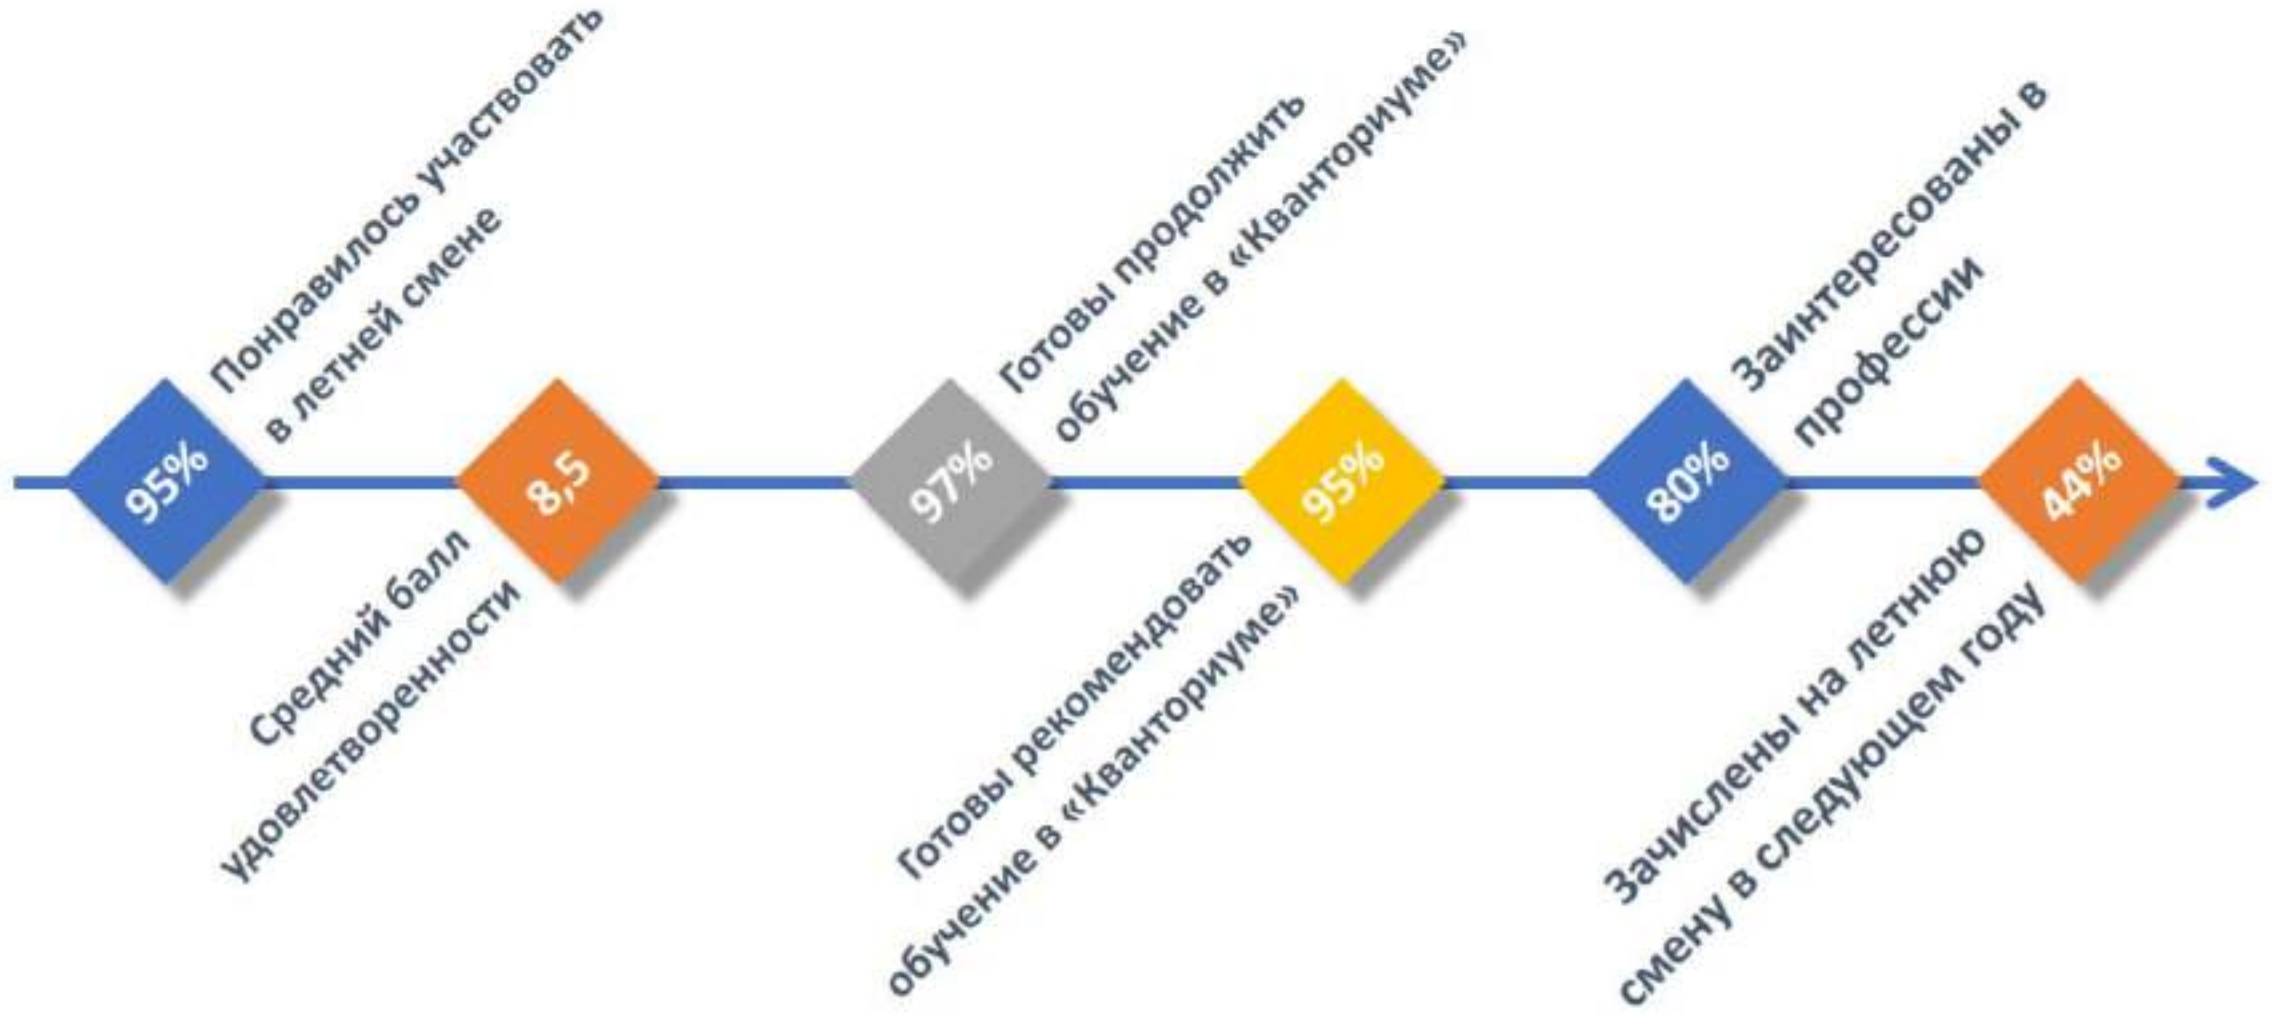 Понравилось участвовать
в летней смене
95%
Средний балл
удовлетворенности
8,5
Готовы продолжить
обучение в «Кванториуме»
97%
Готовы рекомендовать
обучение в «Кванториуме»
95%
Заинтересованы в
профессии
80%
Зачислены на летнюю
смену в следующем году
44%